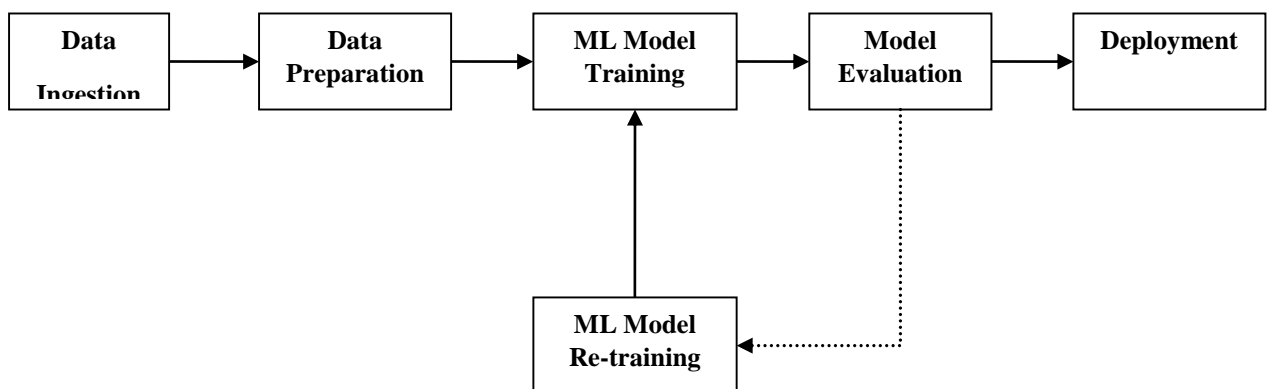 Data
Ingestion
Data
Preparation
ML Model
Training
Model
Evaluation
Deployment
ML Model
Re-training